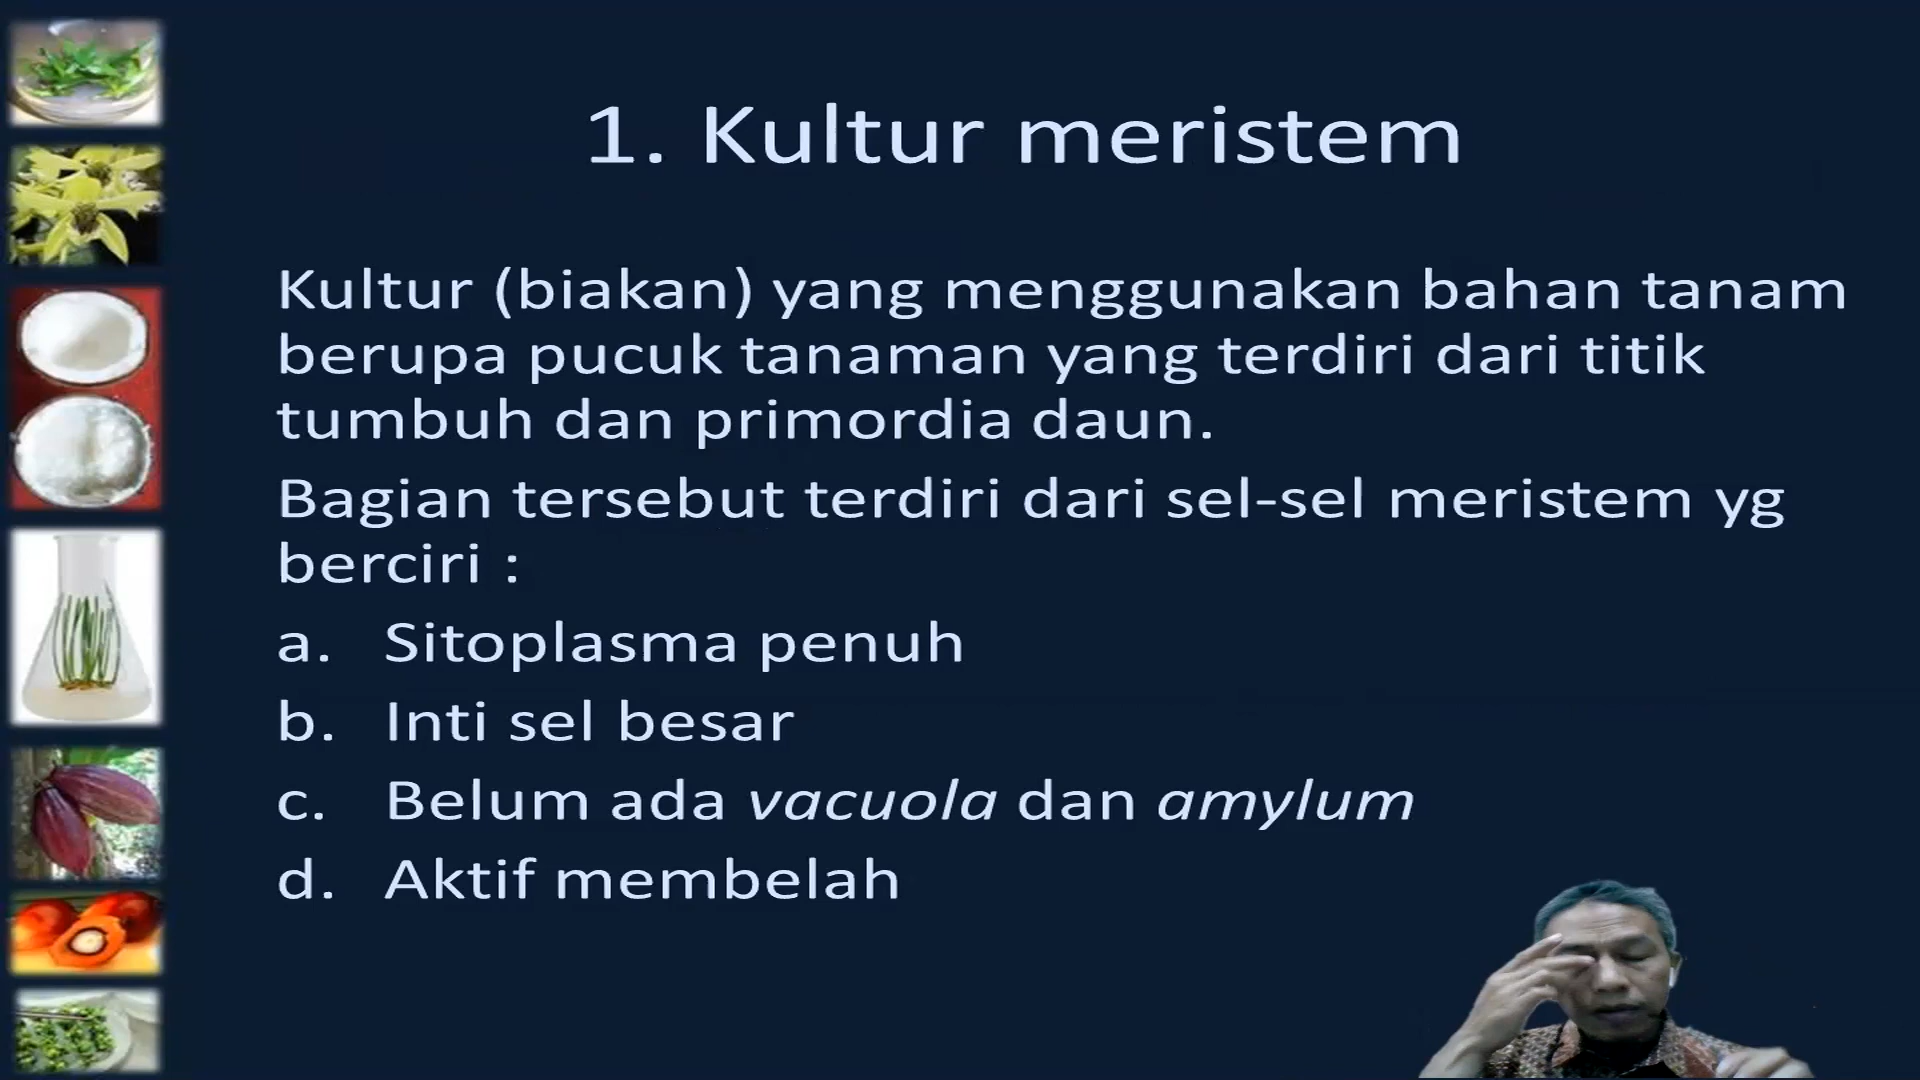 1. Kultur meristem
Kultur (biakan) yang menggunakan bahan tanam
berupa pucuk tanaman yang terdiri dari titik
tumbuh dan primordia daun.
Bagian tersebut terdiri dari sel-sel meristem yg
berciri :
a. Sitoplasma penuh
b. Inti sel besar
c. Belum ada vacuola dan amylum
d. Aktif membelah